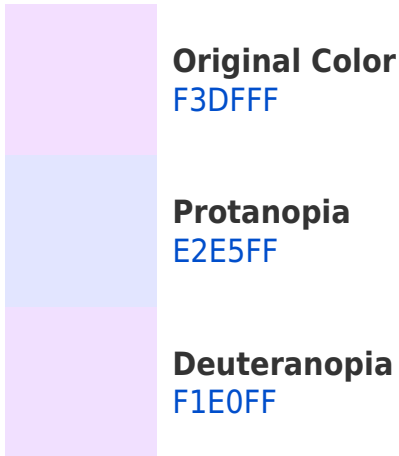 Original Color
F3DFFF
Protanopia
E2E5FF
Deuteranopia
F1E0FF